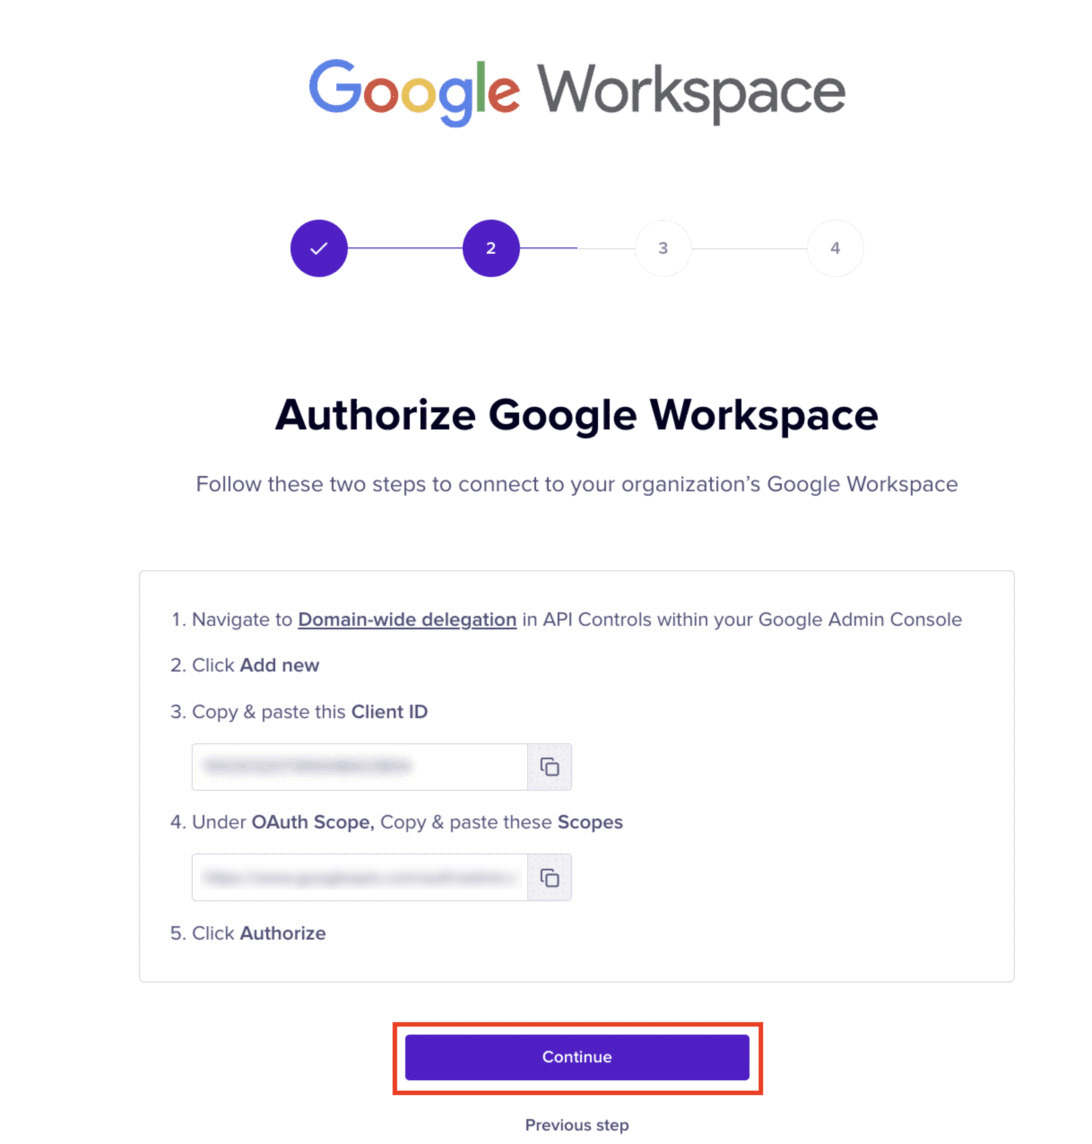 Google Workspace
2
3
4
Authorize Google Workspace
Follow these two steps to connect to your organization’s Google Workspace
1. Navigate to Domain-wide delegation in API Controls within your Google Admin Console
2. Click Add new
3. Copy & paste this Client ID
4. Under OAuth Scope, Copy & paste these Scopes
5. Click Authorize
Continue
Previous step